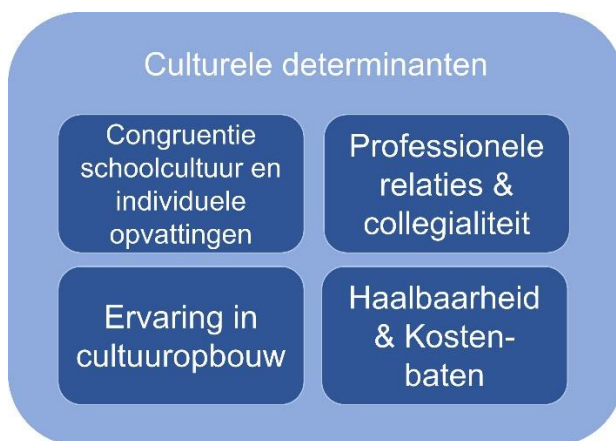 Culturele determinanten
Congruentie
schoolcultuur en
individuele
opvattingen
Professionele
relaties &
collegialiteit
Ervaring in
cultuuropbouw
Haalbaarheid
& Kosten-
baten